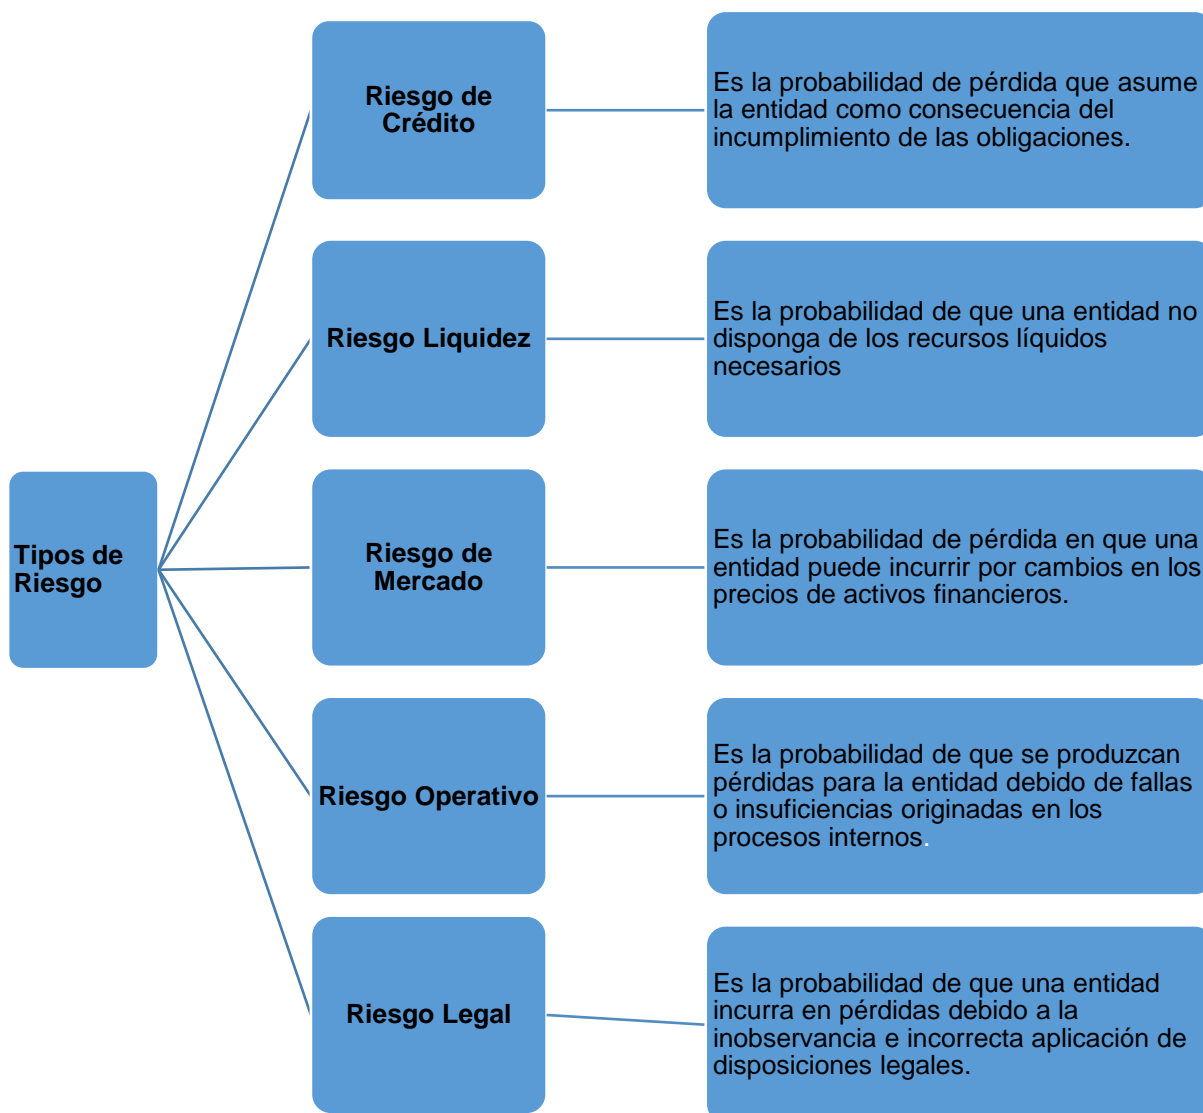 Riesgo de
Crédito
Es la probabilidad de pérdida que asume
la entidad como consecuencia del
incumplimiento de las obligaciones.
Riesgo Liquidez
Es la probabilidad de que una entidad no
disponga de los recursos líquidos
necesarios
Tipos de
Riesgo
Riesgo de
Mercado
Es la probabilidad de pérdida en que una
entidad puede incurrir por cambios en los
precios de activos financieros.
Riesgo Operativo
Es la probabilidad de que se produzcan
pérdidas para la entidad debido de fallas
o insuficiencias originadas en los
procesos internos.
Riesgo Legal
Es la probabilidad de que una entidad
incurra en pérdidas debido a la
inobservancia e incorrecta aplicación de
disposiciones legales.